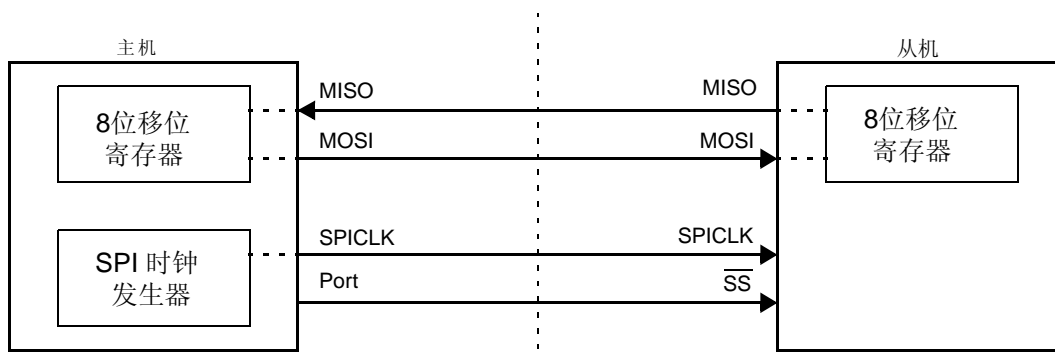 主机
从机
MISO
MISO
8位移位
寄存器
8位移位
寄存器
MOSI
MOSI
SPICLK
SPICLK
SPI 时钟
发生器
Port
SS